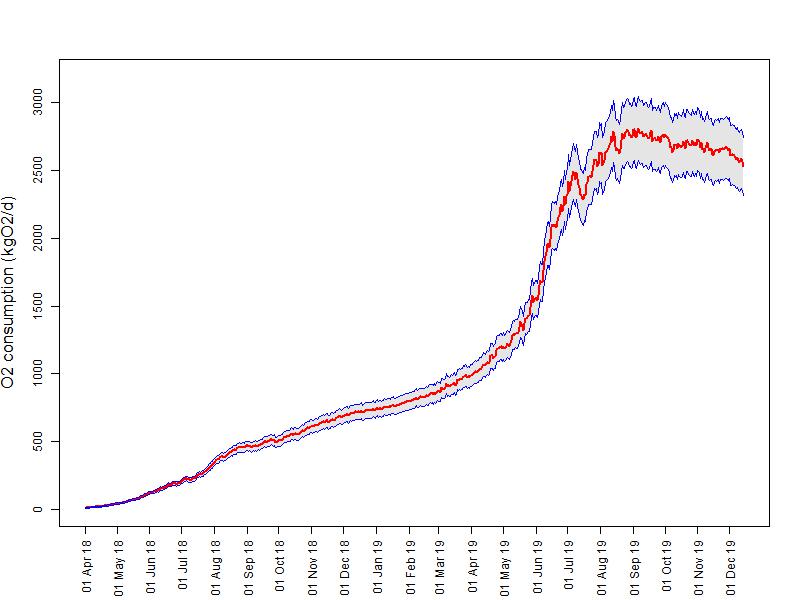 O2 consumption (kgO2/d)
3000
2500
2000
1500
1000
500
0
01 Apr 18
01 May 18
01 Jun 18
01 Jul 18
01 Aug 18
01 Sep 18
01 Oct 18
01 Nov 18
01 Dec 18
01 Jan 19
01 Feb 19
01 Mar 19
01 Apr 19
01 May 19
01 Jun 19
01 Jul 19
01 Aug 19
01 Sep 19
01 Oct 19
01 Nov 19
01 Dec 19